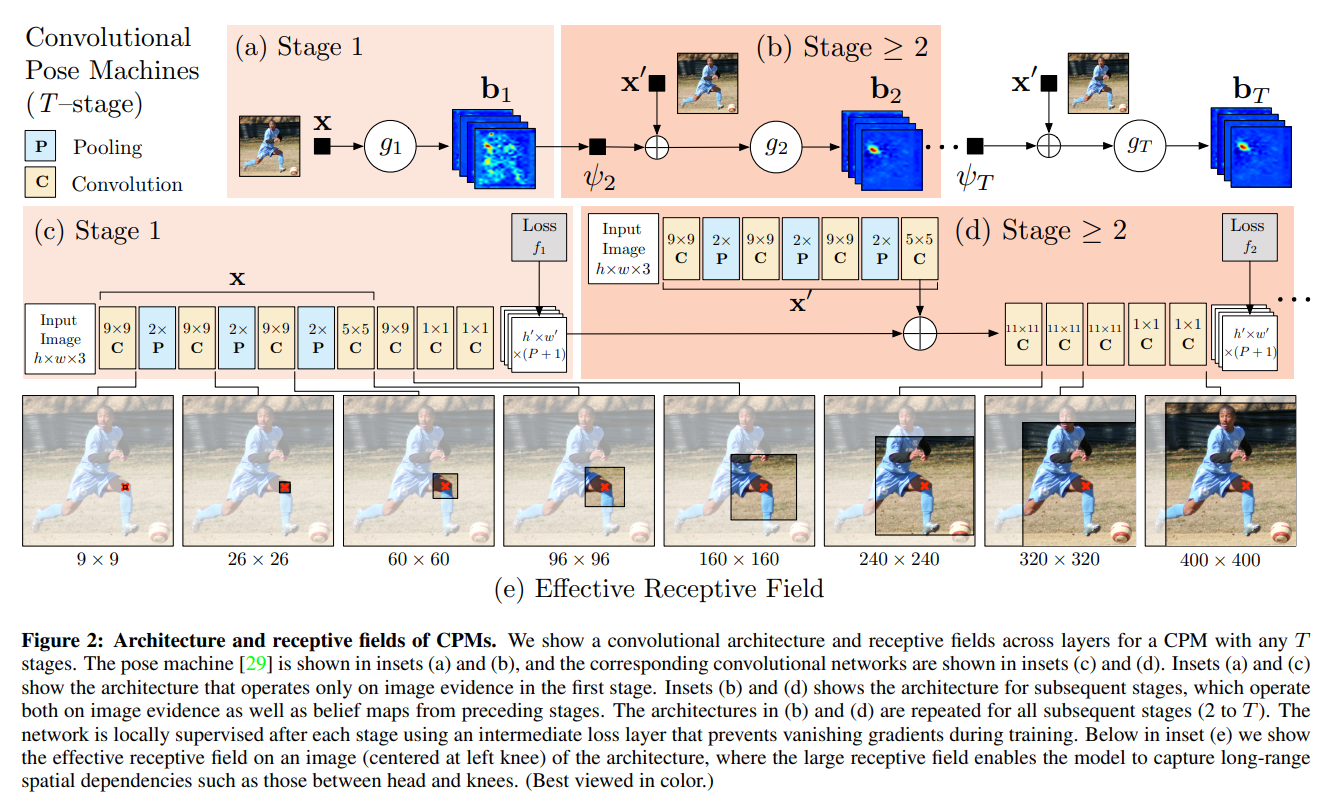 Convolutional
Pose Machines
(T–stage)
P Pooling
C Convolution
(a) Stage 1
x
g1
b1
(b) Stage ≥ 2
x′
ψ2
g2
b2
x′
ψT
gT
bT
(c) Stage 1
Loss
f1
x
Input
Image
h×w×3
9×9
C
2×
P
9×9
C
2×
P
9×9
C
2×
P
5×5
C
9×9
C
1×1
C
1×1
C
h′×w′
×(P + 1)
Input
Image
h×w×3
9×9
C
2×
P
9×9
C
2×
P
9×9
C
2×
P
5×5
C
x′
(d) Stage ≥ 2
Loss
f2
11×11
C
11×11
C
11×11
C
1×1
C
1×1
C
h′×w′
×(P + 1)
9 × 9
26 × 26
60 × 60
96 × 96
160 × 160
240 × 240
320 × 320
400 × 400
(e) Effective Receptive Field
Figure 2: Architecture and receptive fields of CPMs. We show a convolutional architecture and receptive fields across layers for a CPM with any T
stages. The pose machine [29] is shown in insets (a) and (b), and the corresponding convolutional networks are shown in insets (c) and (d). Insets (a) and (c)
show the architecture that operates only on image evidence in the first stage. Insets (b) and (d) shows the architecture for subsequent stages, which operate
both on image evidence as well as belief maps from preceding stages. The architectures in (b) and (d) are repeated for all subsequent stages (2 to T). The
network is locally supervised after each stage using an intermediate loss layer that prevents vanishing gradients during training. Below in inset (e) we show
the effective receptive field on an image (centered at left knee) of the architecture, where the large receptive field enables the model to capture long-range
spatial dependencies such as those between head and knees. (Best viewed in color.)